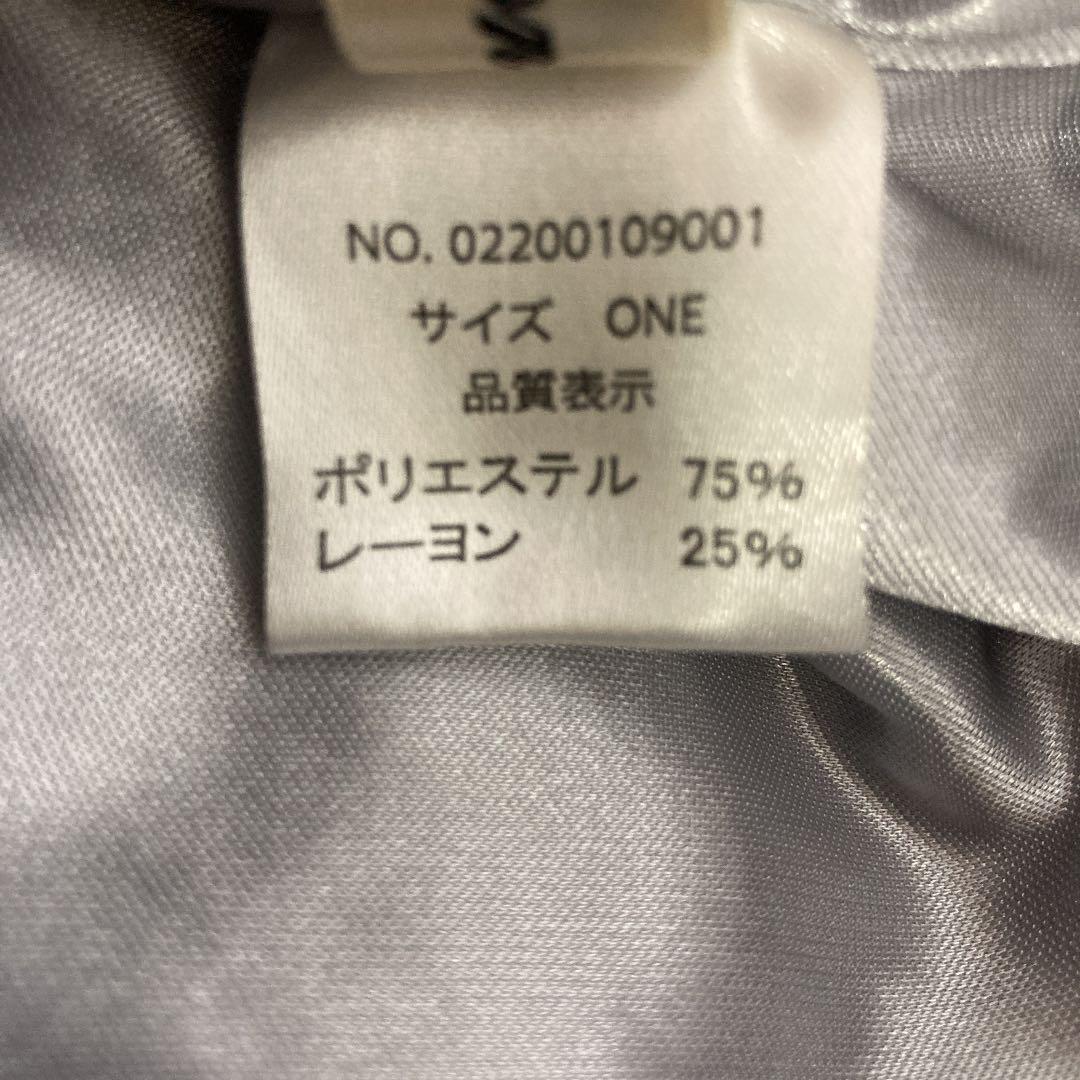 NO. 02200109001
サイズ ONE
品質表示
ポリエステル 75%
レーヨン 25%